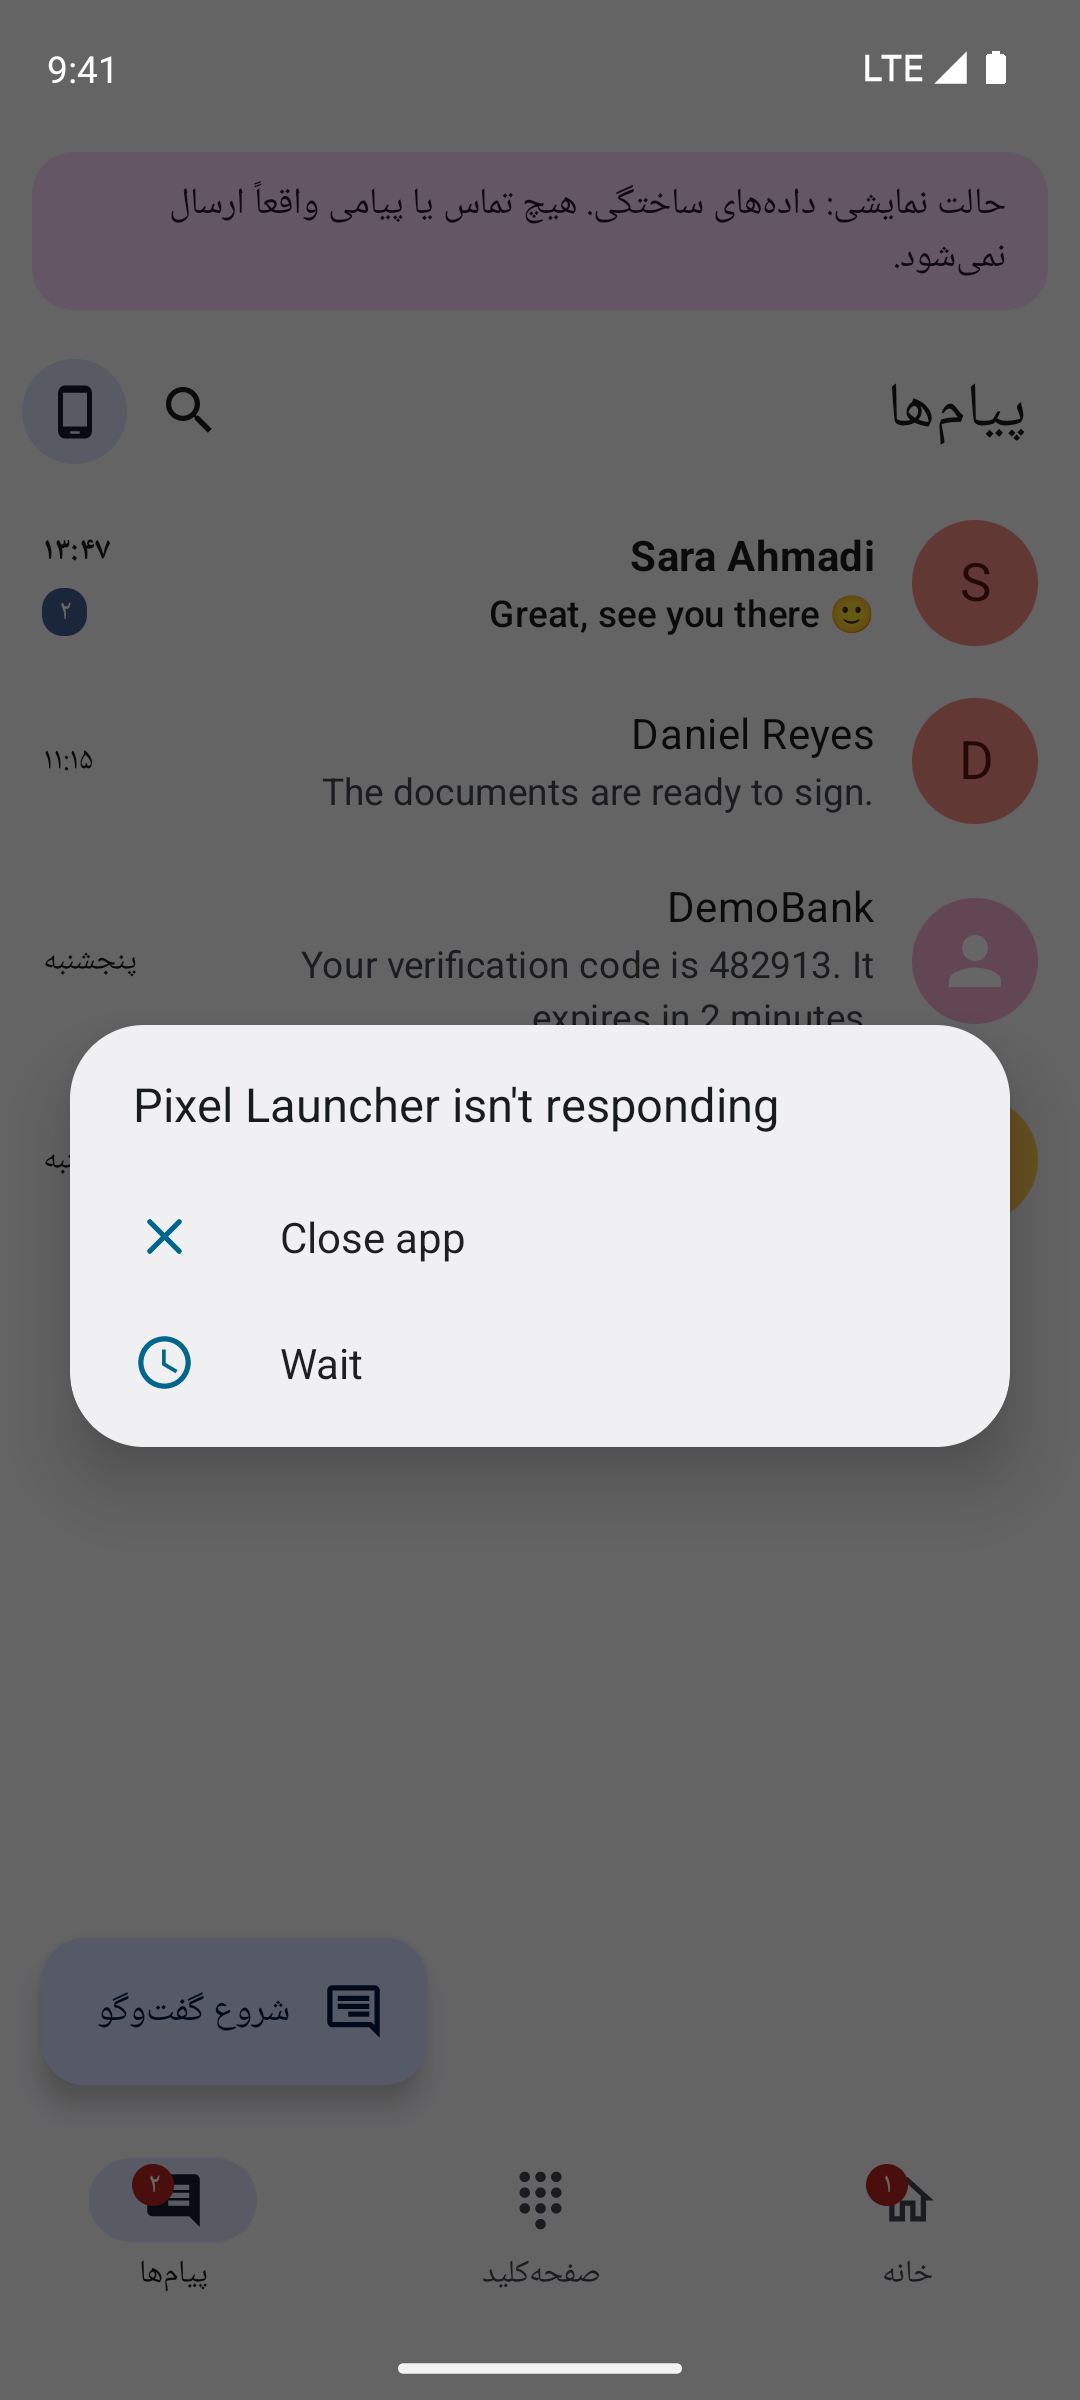 9:41
LTE
حالت نمایشی: داده‌های ساختگی. هیچ تماس یا پیامی واقعاً ارسال
نمی‌شود.
پیام‌ها
Sara Ahmadi
۱۳:۴۷
Great, see you there 🙂
۲
Daniel Reyes
۱۱:۱۵
The documents are ready to sign.
DemoBank
پنجشنبه
Your verification code is 482913. It
expires in 2 minutes.
Pixel Launcher isn't responding
Close app
Wait
شروع گفت‌وگو
۱
خانه
صفحه‌کلید
۲
پیام‌ها